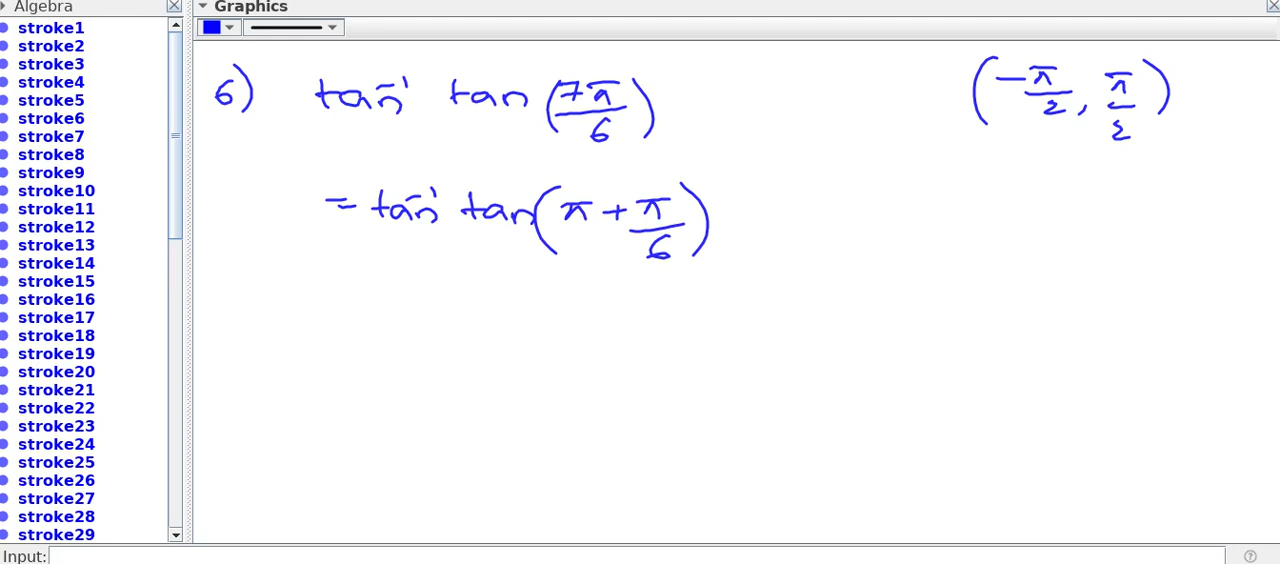 Algebra
Graphics
stroke1
stroke2
stroke3
stroke4
stroke5
stroke6
stroke7
stroke8
stroke9
stroke10
stroke11
stroke12
stroke13
stroke14
stroke15
stroke16
stroke17
stroke18
stroke19
stroke20
stroke21
stroke22
stroke23
stroke24
stroke25
stroke26
stroke27
stroke28
stroke29
6) tan⁻¹ tan (7π/6)
(-π/2, π/2)
= tan⁻¹ tan(π + π/6)
Input: